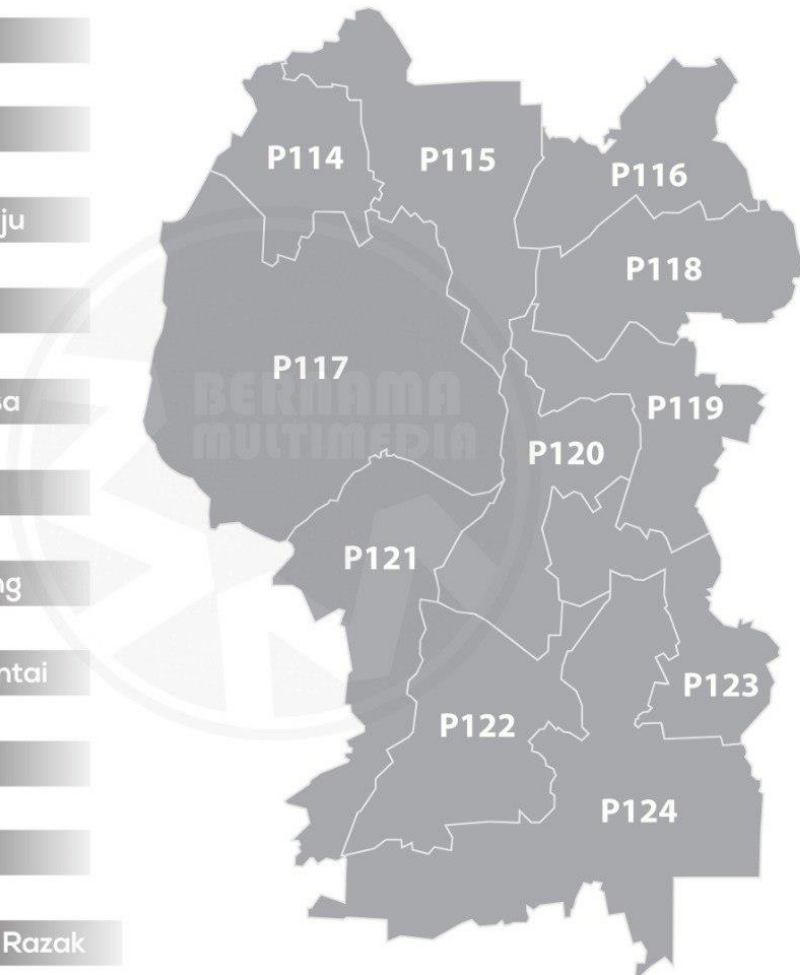 ju
sa
ng
ntai
Razak
P114
P115
P116
P118
P117
P119
P120
P121
P123
P122
P124
BERNAMA
MULTIMEDIA